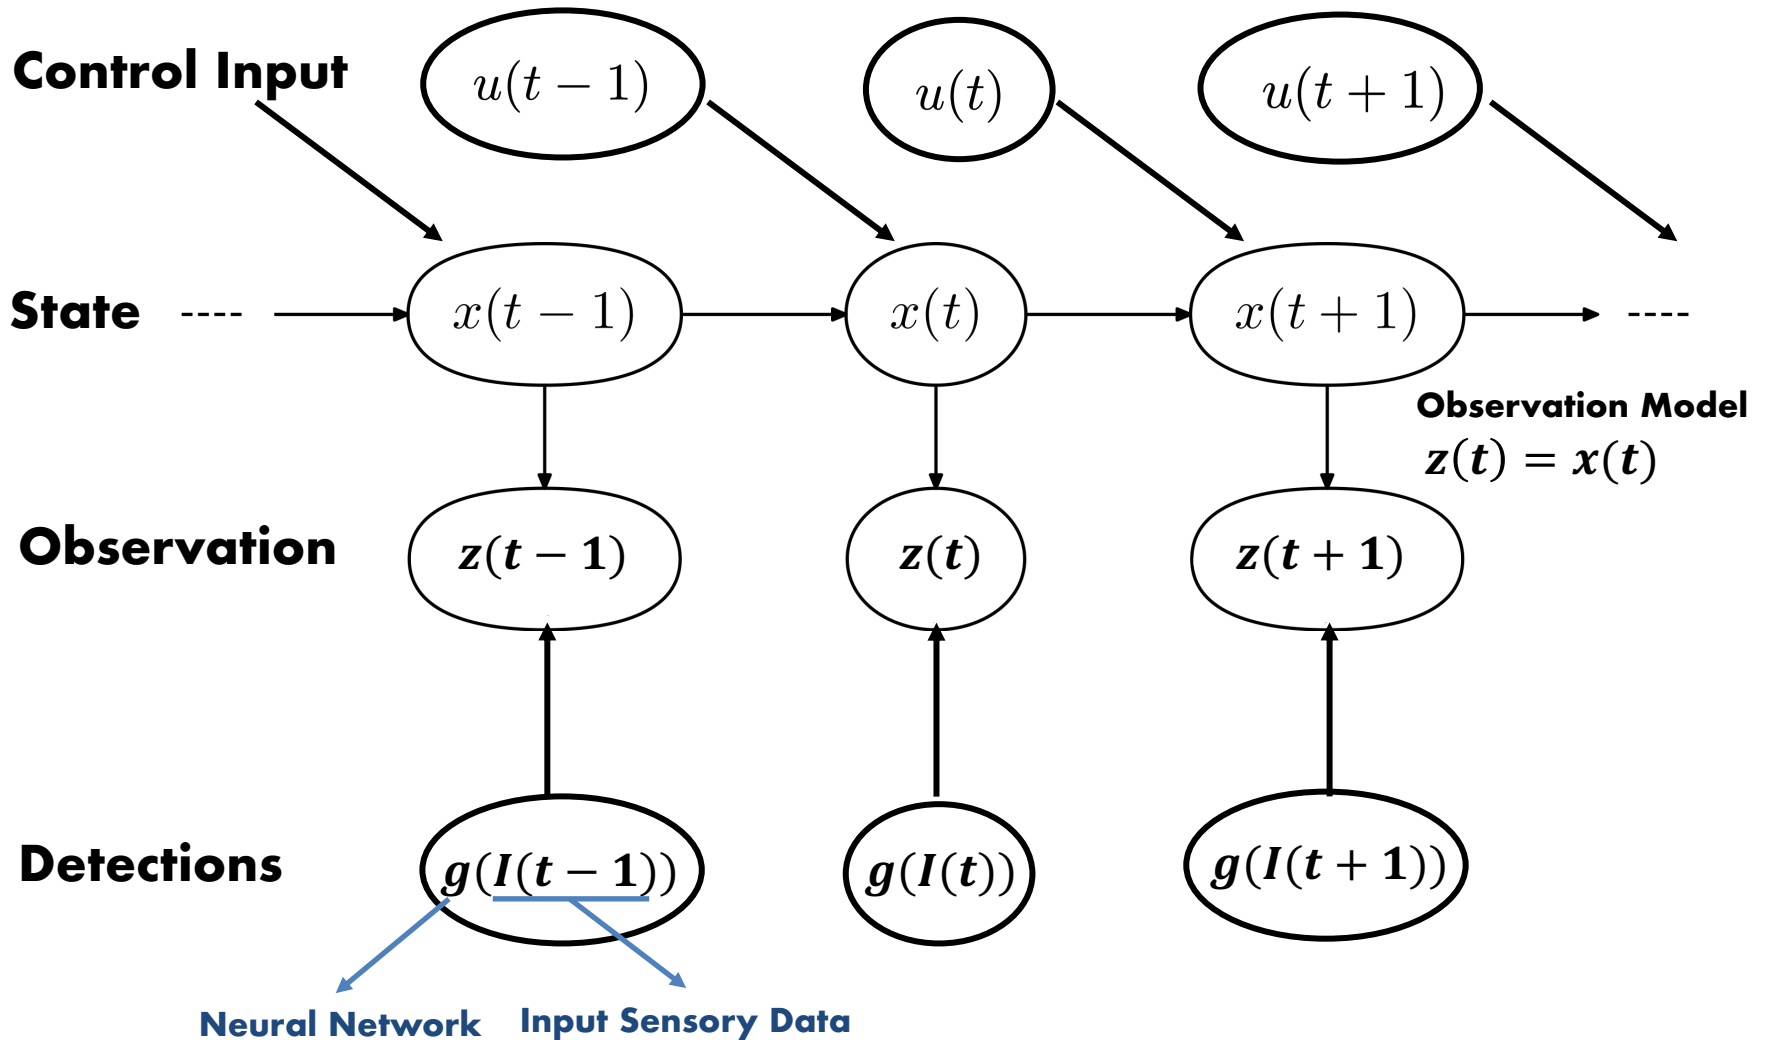 Control Input
u(t − 1)
u(t)
u(t + 1)
State
----
x(t − 1)
x(t)
x(t + 1)
----
Observation Model
z(t) = x(t)
Observation
z(t − 1)
z(t)
z(t + 1)
Detections
g(I(t − 1))
g(I(t))
g(I(t + 1))
Neural Network
Input Sensory Data